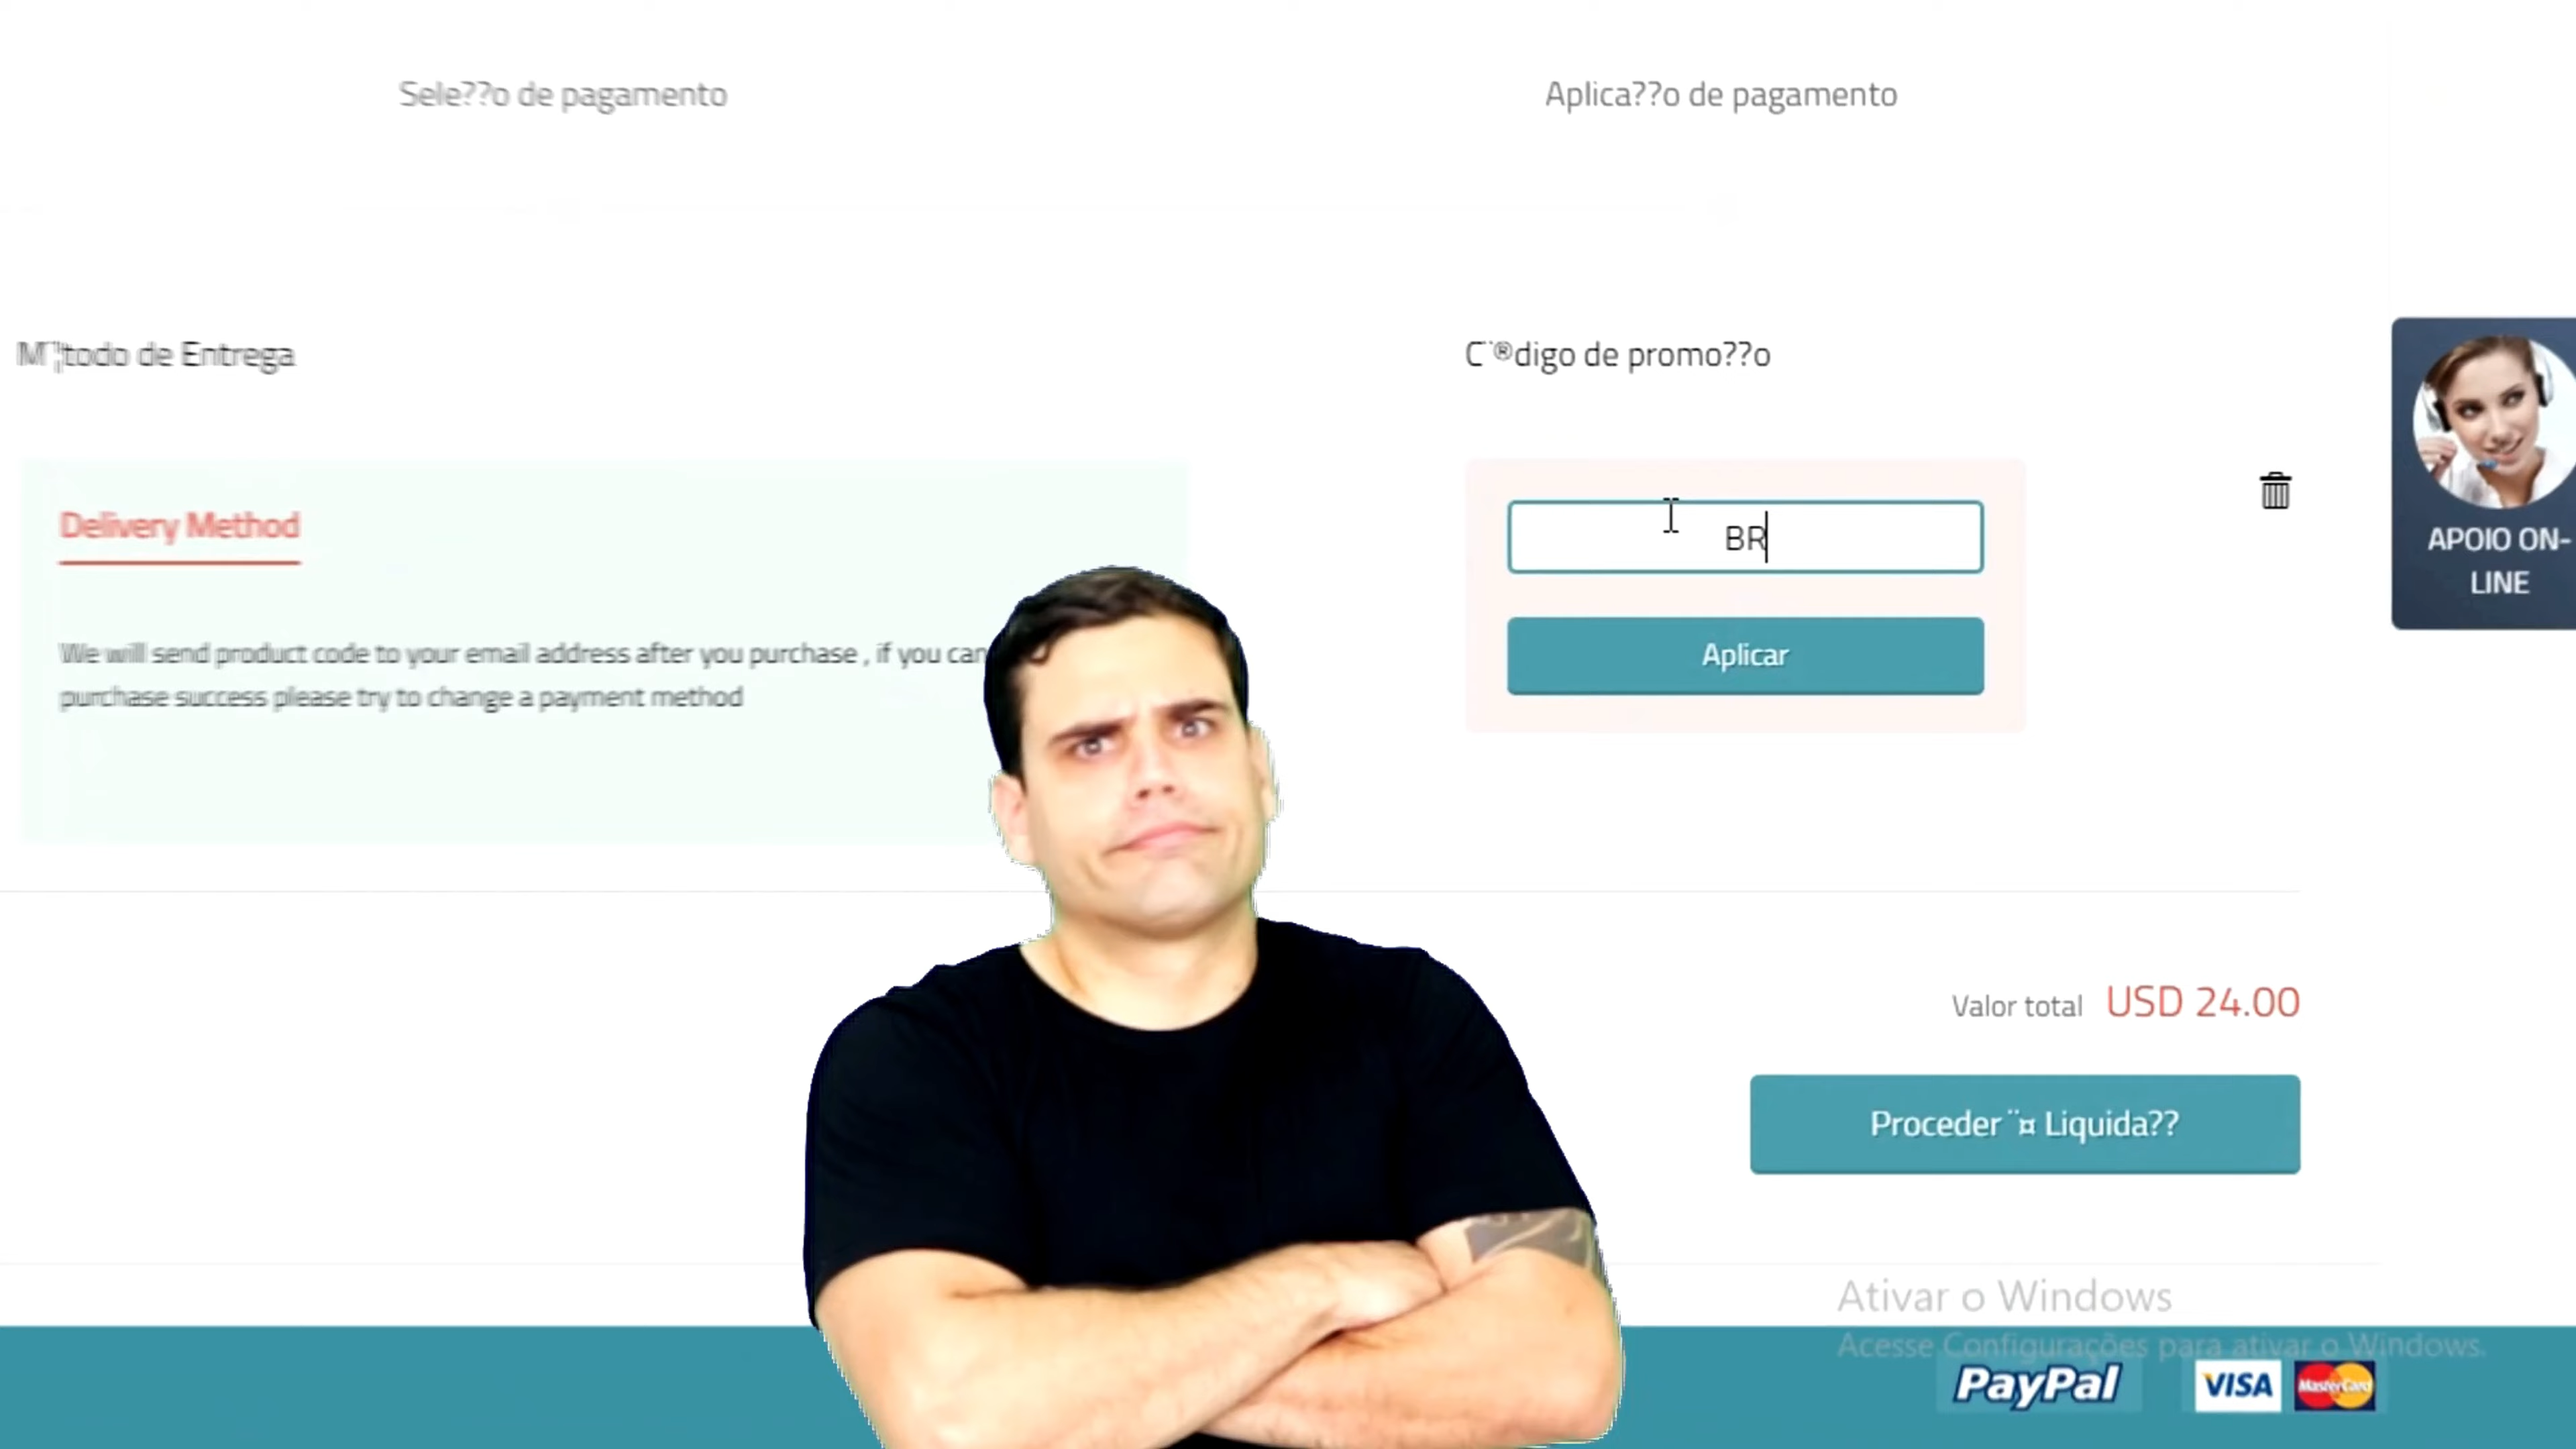 Sele??o de pagamento
Aplica??o de pagamento
M¨¦todo de Entrega
C¨®digo de promo??o
Delivery Method
We will send product code to your email address after you purchase , if you can
purchase success please try to change a payment method
BR
Aplicar
APOIO ON-
LINE
Valor total USD 24.00
Proceder ¨¤ Liquida??
Ativar o Windows
Acesse Configurações para ativar o Windows.
PayPal
VISA
MasterCard